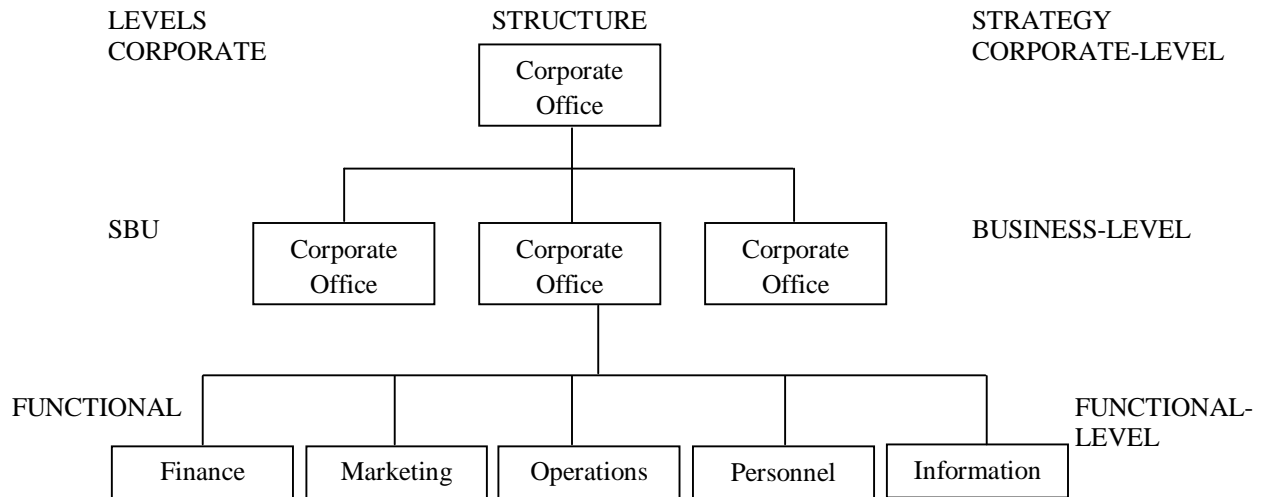 LEVELS STRUCTURE STRATEGY
CORPORATE CORPORATE-LEVEL
Corporate
Office
SBU BUSINESS-LEVEL
Corporate Corporate Corporate
Office Office Office
FUNCTIONAL FUNCTIONAL-
LEVEL
Finance Marketing Operations Personnel Information